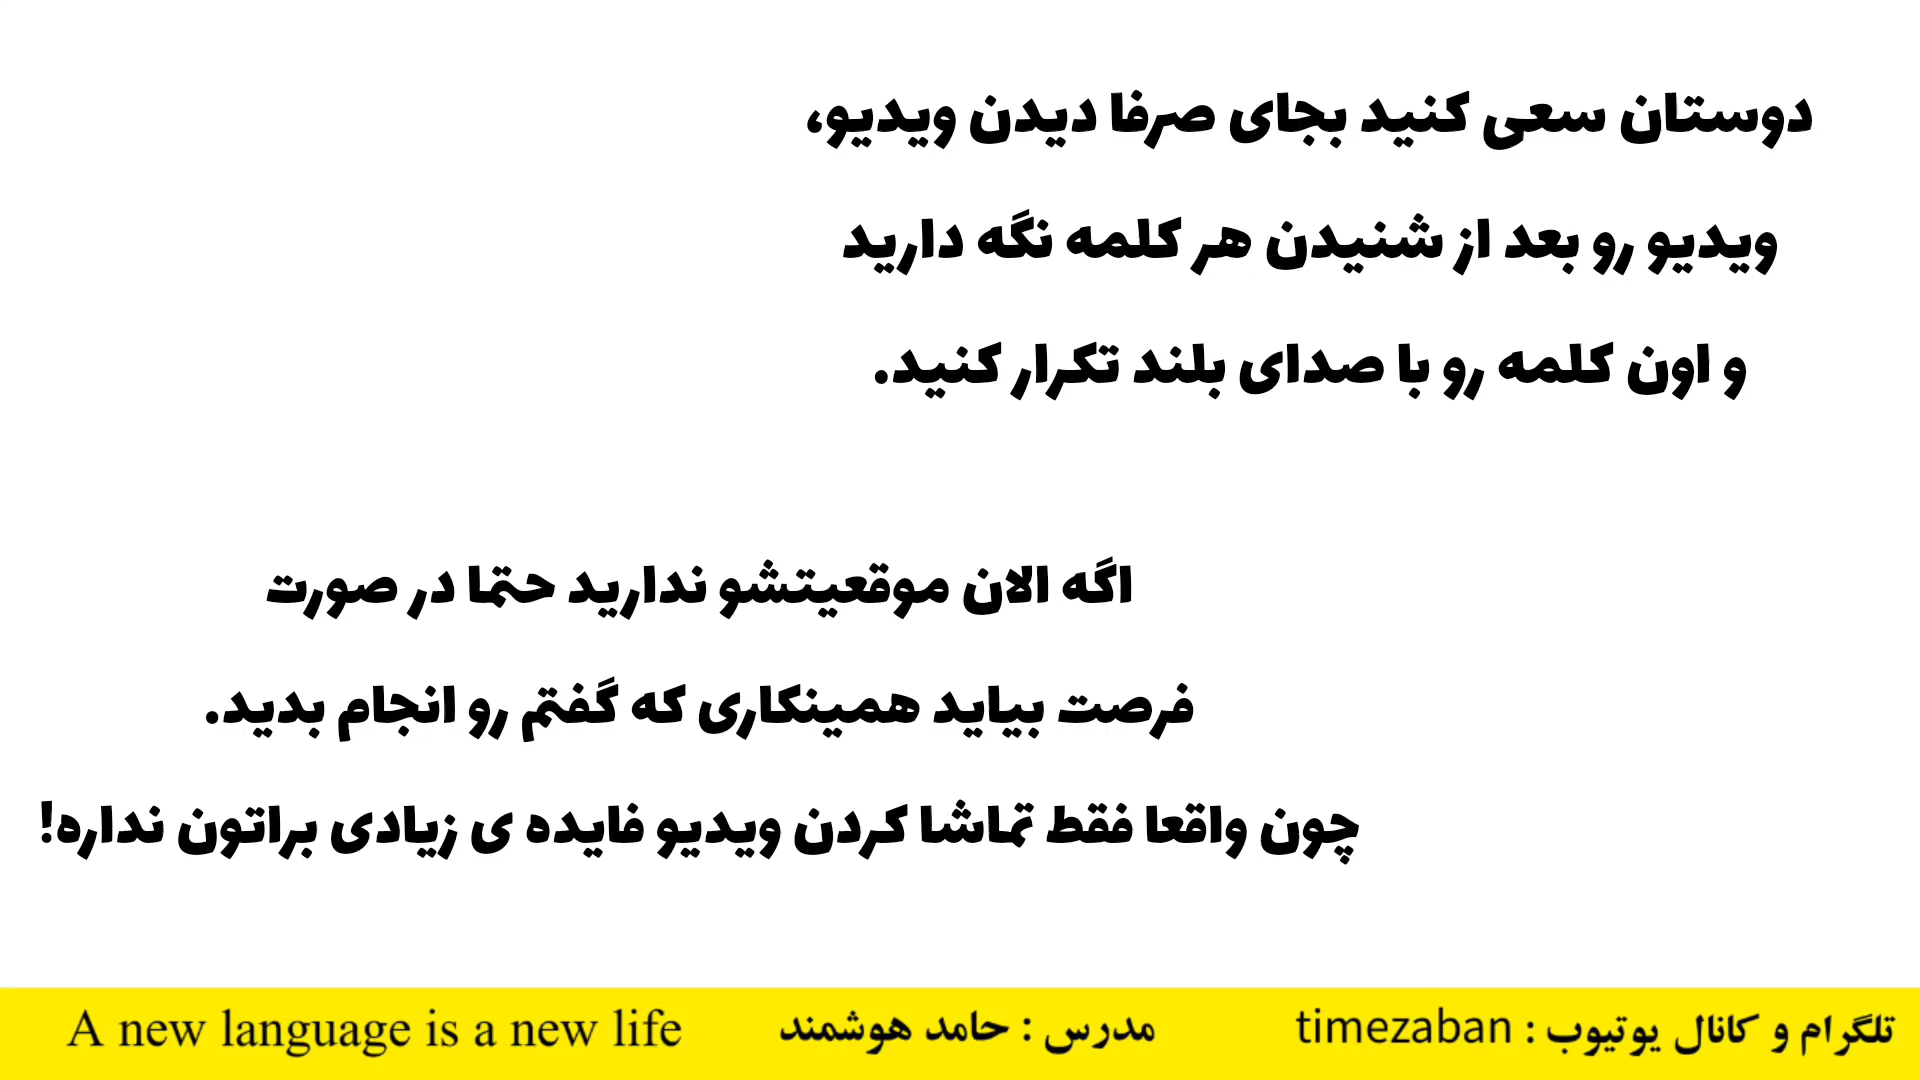 دوستان سعی کنید بجای صرفا دیدن ویدیو،
ویدیو رو بعد از شنیدن هر کلمه نگه دارید
و اون کلمه رو با صدای بلند تکرار کنید.
اگه الان موقعیتشو ندارید حتما در صورت
فرصت بیاید همینکاری که گفتم رو انجام بدید.
چون واقعا فقط تماشا کردن ویدیو فایده ی زیادی براتون نداره!
تلگرام و کانال یوتیوب : timezaban
مدرس : حامد هوشمند
A new language is a new life